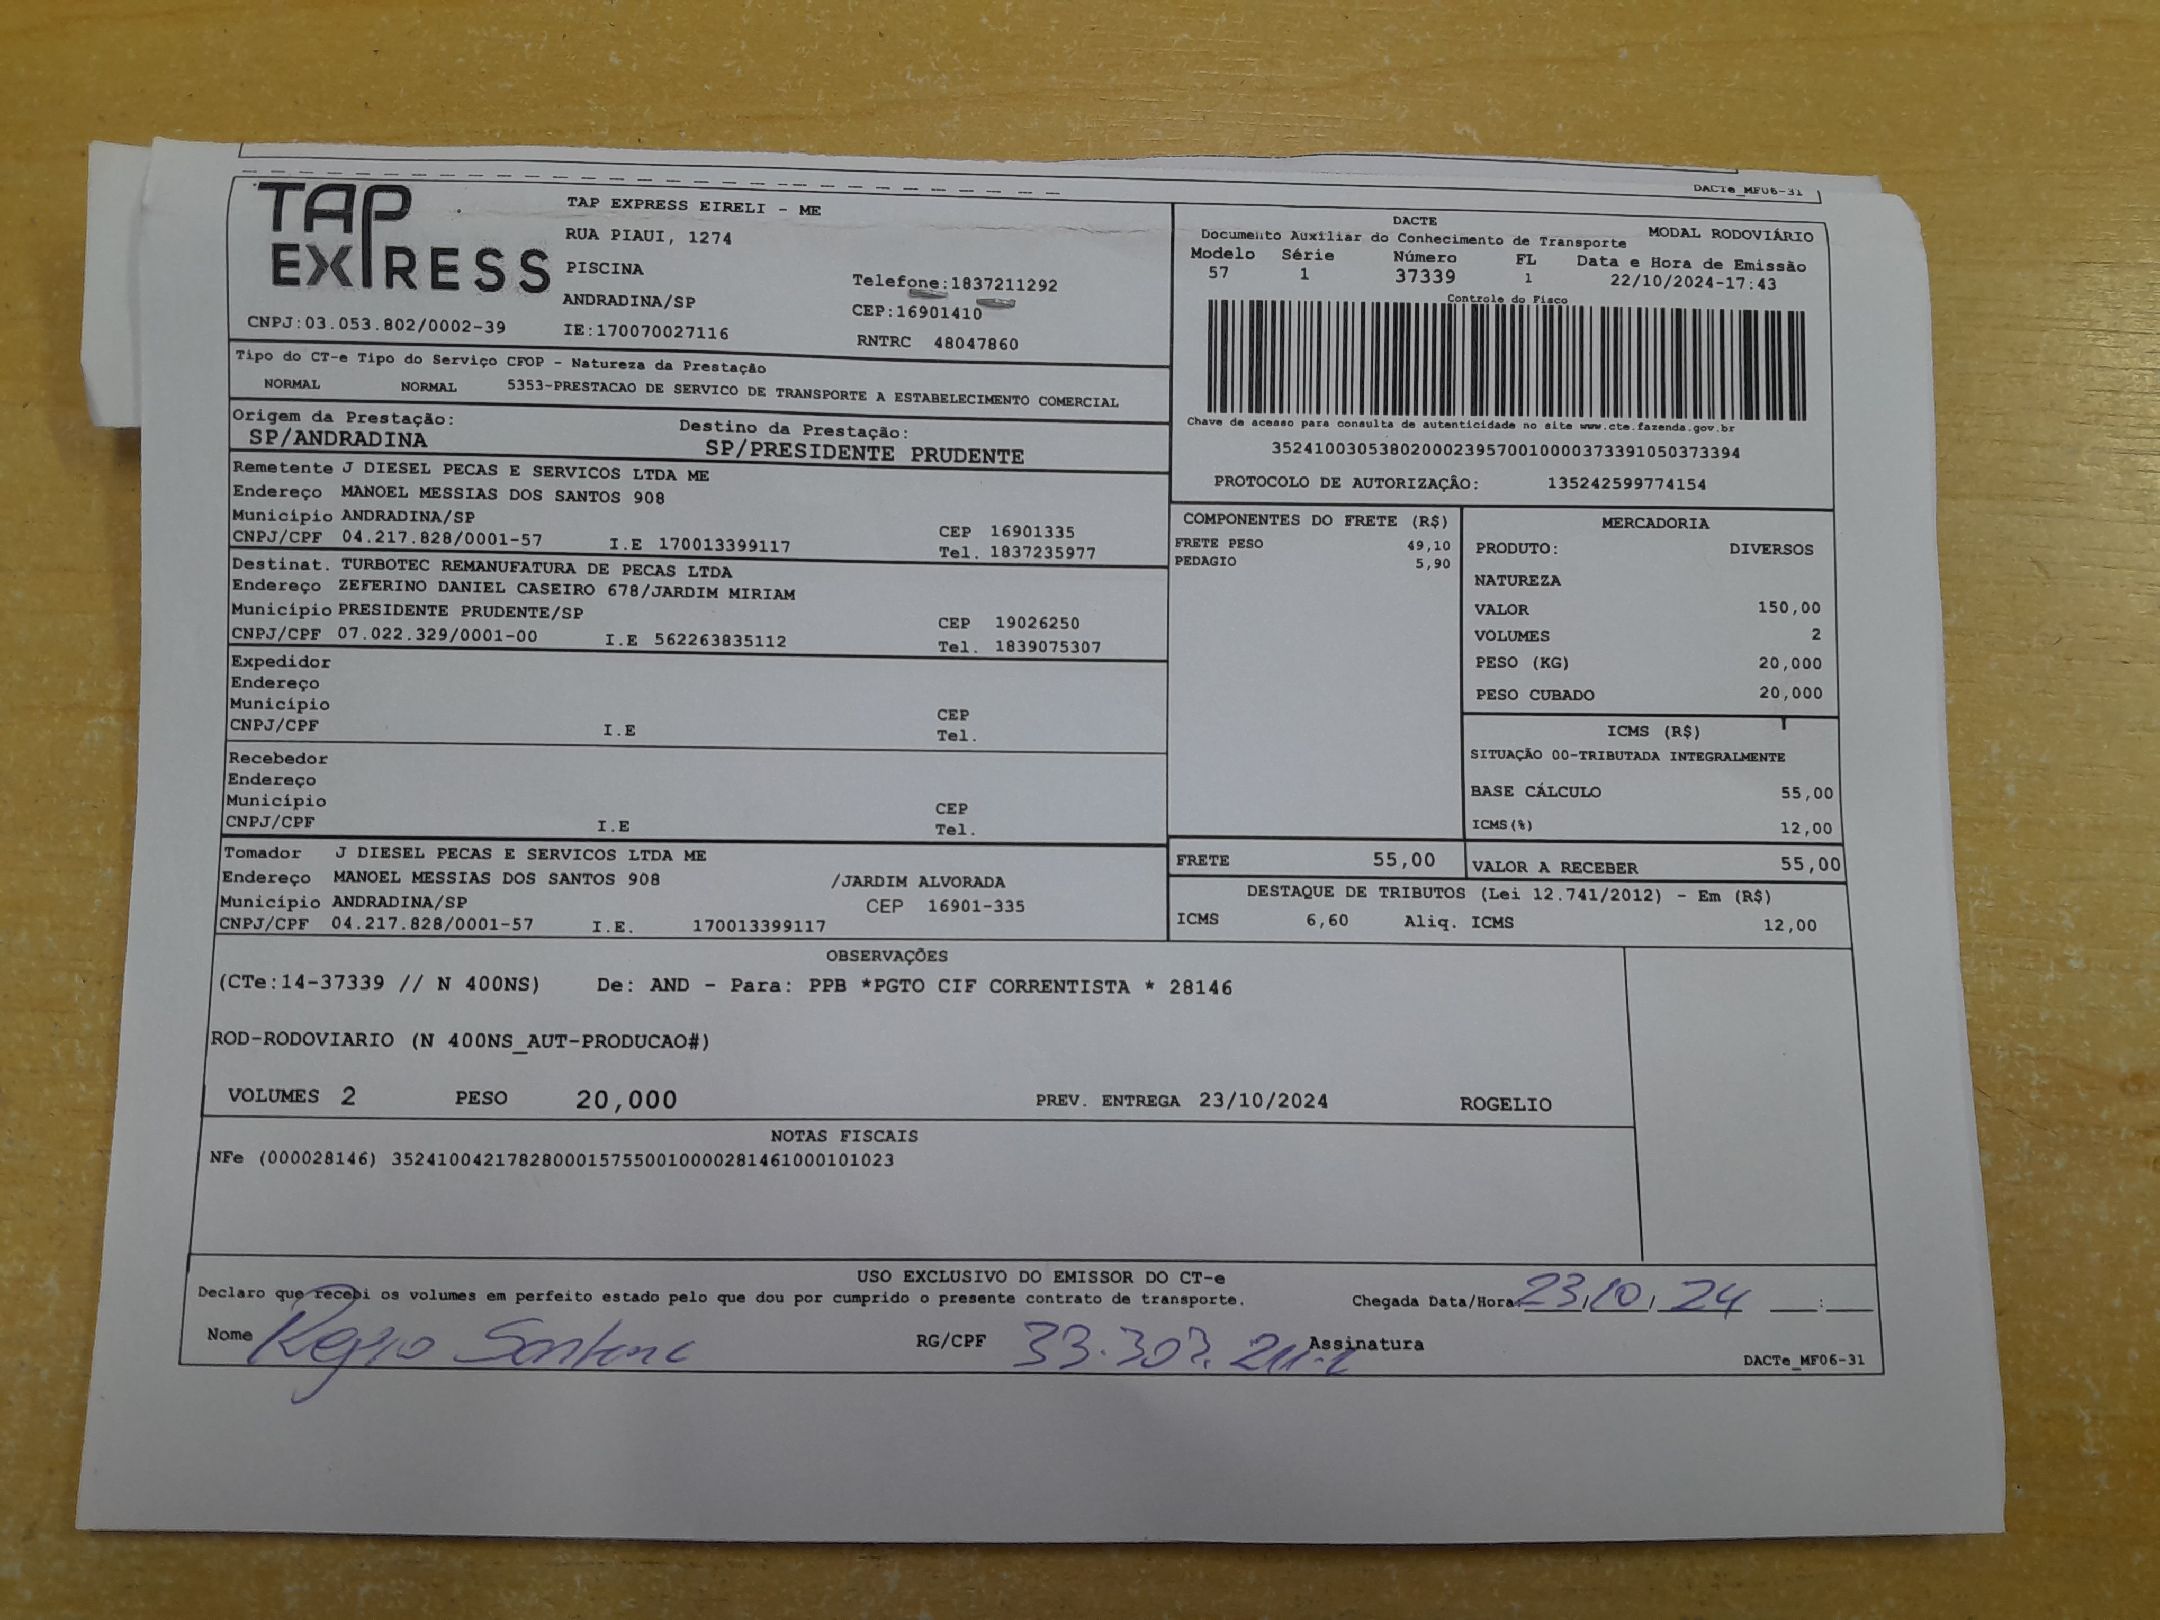 DACTe_MF06-31
TAP EXPRESS
TAP EXPRESS EIRELI - ME
RUA PIAUI, 1274
PISCINA
ANDRADINA/SP
Telefone:1837211292
CEP:16901410
CNPJ:03.053.802/0002-39
IE:170070027116
RNTRC 48047860
DACTE
Documento Auxiliar do Conhecimento de Transporte
MODAL RODOVIÁRIO
Modelo Série Número FL Data e Hora de Emissão
57 1 37339 1 22/10/2024-17:43
Controle do Fisco
Chave de acesso para consulta de autenticidade no site www.cte.fazenda.gov.br
35241003053802000239570010000373391050373394
PROTOCOLO DE AUTORIZAÇÃO: 135242599774154
Tipo do CT-e Tipo do Serviço CFOP - Natureza da Prestação
NORMAL NORMAL 5353-PRESTACAO DE SERVICO DE TRANSPORTE A ESTABELECIMENTO COMERCIAL
Origem da Prestação: Destino da Prestação:
SP/ANDRADINA SP/PRESIDENTE PRUDENTE
Remetente J DIESEL PECAS E SERVICOS LTDA ME
Endereço MANOEL MESSIAS DOS SANTOS 908
Município ANDRADINA/SP CEP 16901335
CNPJ/CPF 04.217.828/0001-57 I.E 170013399117 Tel. 1837235977
Destinat. TURBOTEC REMANUFATURA DE PECAS LTDA
Endereço ZEFERINO DANIEL CASEIRO 678/JARDIM MIRIAM
Município PRESIDENTE PRUDENTE/SP CEP 19026250
CNPJ/CPF 07.022.329/0001-00 I.E 562263835112 Tel. 1839075307
Expedidor
Endereço
Município CEP
CNPJ/CPF I.E Tel.
Recebedor
Endereço
Município CEP
CNPJ/CPF I.E Tel.
Tomador J DIESEL PECAS E SERVICOS LTDA ME
Endereço MANOEL MESSIAS DOS SANTOS 908 /JARDIM ALVORADA
Município ANDRADINA/SP CEP 16901-335
CNPJ/CPF 04.217.828/0001-57 I.E. 170013399117
COMPONENTES DO FRETE (R$)
FRETE PESO 49,10
PEDAGIO 5,90
MERCADORIA
PRODUTO: DIVERSOS
NATUREZA
VALOR 150,00
VOLUMES 2
PESO (KG) 20,000
PESO CUBADO 20,000
ICMS (R$)
SITUAÇÃO 00-TRIBUTADA INTEGRALMENTE
BASE CÁLCULO 55,00
ICMS(%) 12,00
FRETE 55,00 VALOR A RECEBER 55,00
DESTAQUE DE TRIBUTOS (Lei 12.741/2012) - Em (R$)
ICMS 6,60 Aliq. ICMS 12,00
OBSERVAÇÕES
(CTe:14-37339 // N 400NS) De: AND - Para: PPB *PGTO CIF CORRENTISTA * 28146
ROD-RODOVIARIO (N 400NS_AUT-PRODUCAO#)
VOLUMES 2 PESO 20,000 PREV. ENTREGA 23/10/2024 ROGELIO
NOTAS FISCAIS
NFe (000028146) 35241004217828000157550010000281461000101023
USO EXCLUSIVO DO EMISSOR DO CT-e
Declaro que recebi os volumes em perfeito estado pelo que dou por cumprido o presente contrato de transporte. Chegada Data/Hora 23/10/24 __:__
Nome RG/CPF 33.303. Assinatura
DACTe_MF06-31